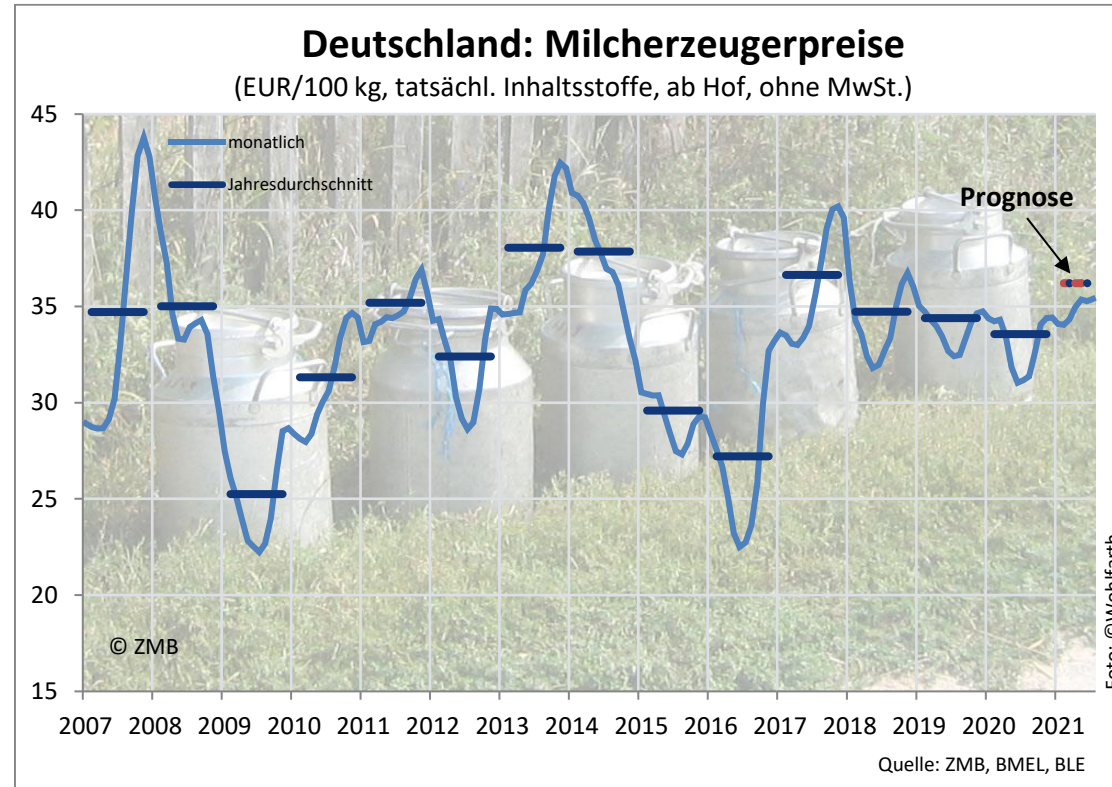 Deutschland: Milcherzeugerpreise
(EUR/100 kg, tatsächl. Inhaltsstoffe, ab Hof, ohne MwSt.)
45
monatlich
Jahresdurchschnitt
40
Prognose
35
30
25
20
© ZMB
15
2007 2008 2009 2010 2011 2012 2013 2014 2015 2016 2017 2018 2019 2020 2021
Foto: ©Wohlfarth
Quelle: ZMB, BMEL, BLE